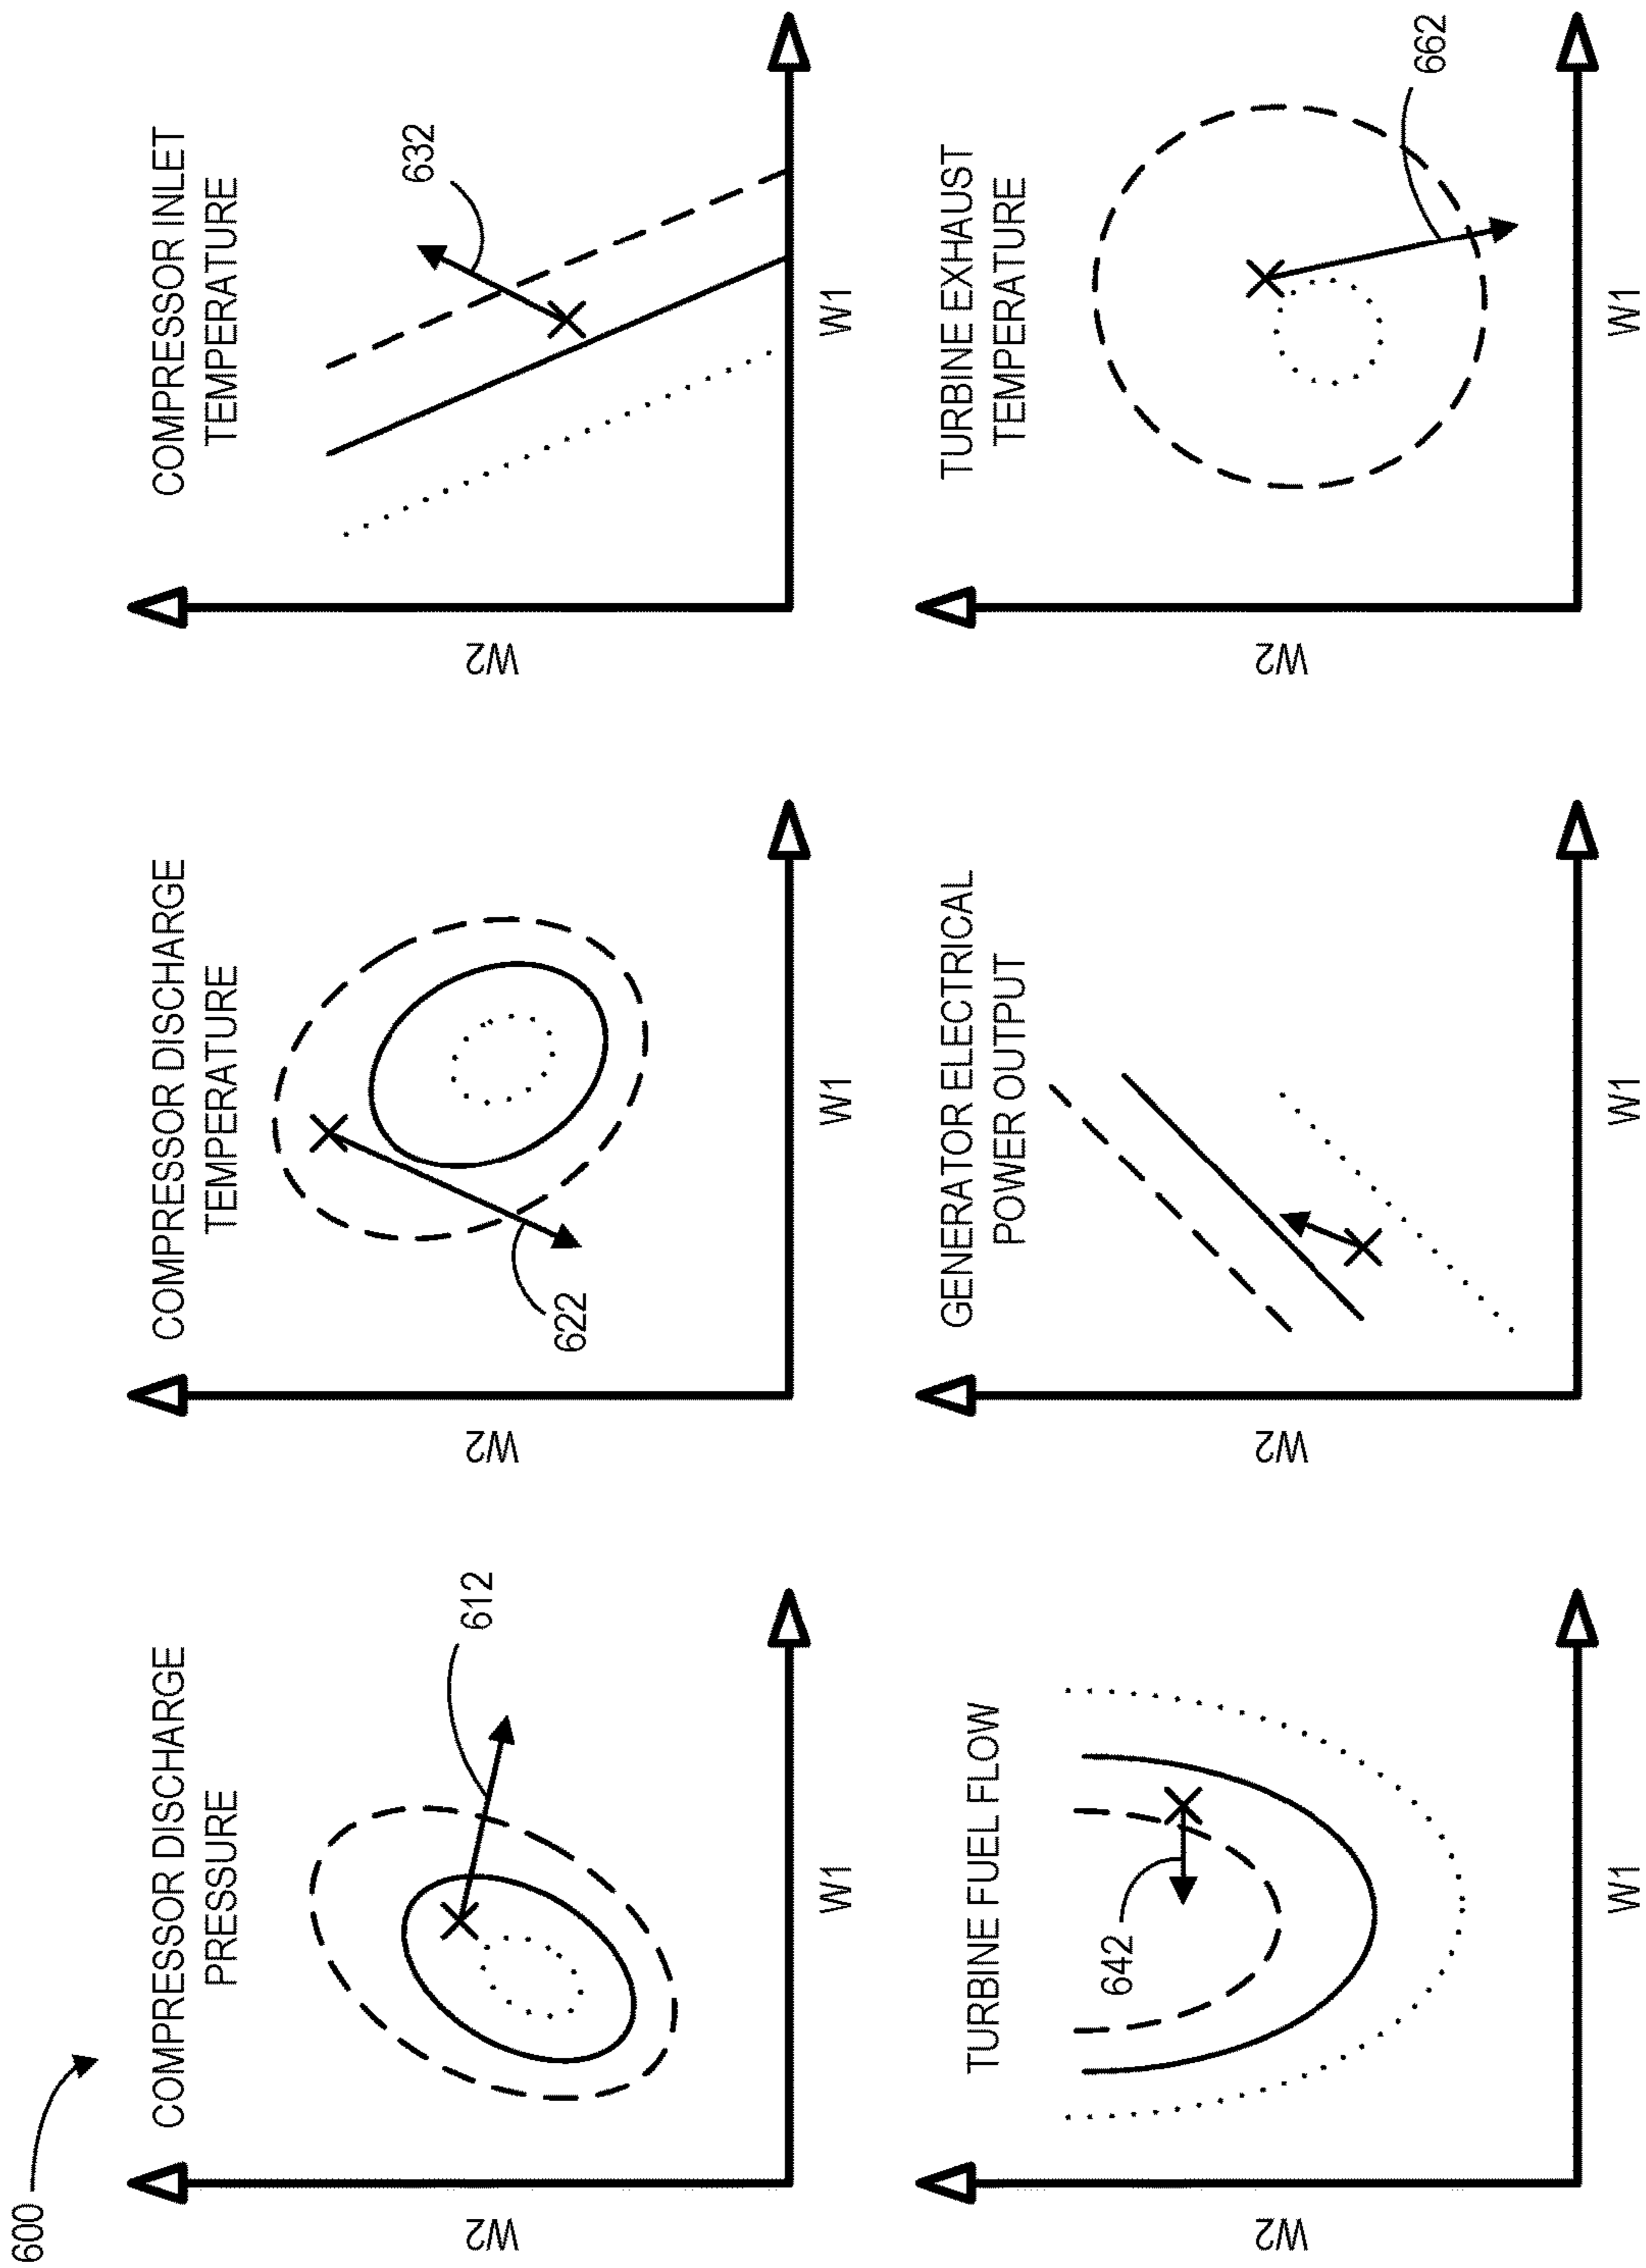 600
COMPRESSOR DISCHARGE
PRESSURE
612
W2
W1
COMPRESSOR DISCHARGE
TEMPERATURE
622
W2
W1
COMPRESSOR INLET
TEMPERATURE
632
W2
W1
TURBINE FUEL FLOW
642
W2
W1
GENERATOR ELECTRICAL
POWER OUTPUT
W2
W1
TURBINE EXHAUST
TEMPERATURE
662
W2
W1